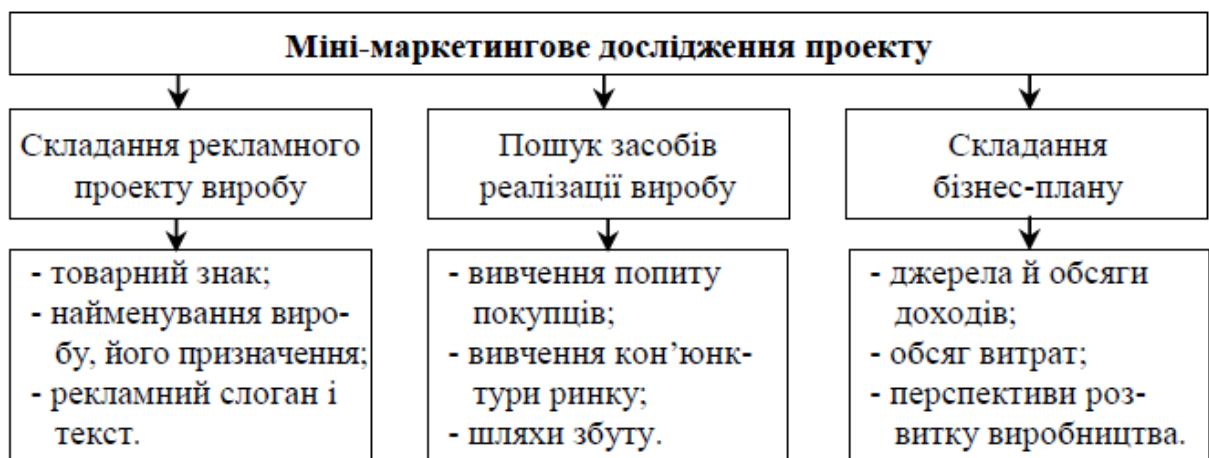 Міні-маркетингове дослідження проекту
Складання рекламного
проекту виробу
- товарний знак;
- найменування виро-
бу, його призначення;
- рекламний слоган і
текст.
Пошук засобів
реалізації виробу
- вивчення попиту
покупців;
- вивчення кон’юнк-
тури ринку;
- шляхи збуту.
Складання
бізнес-плану
- джерела й обсяги
доходів;
- обсяг витрат;
- перспективи роз-
витку виробництва.